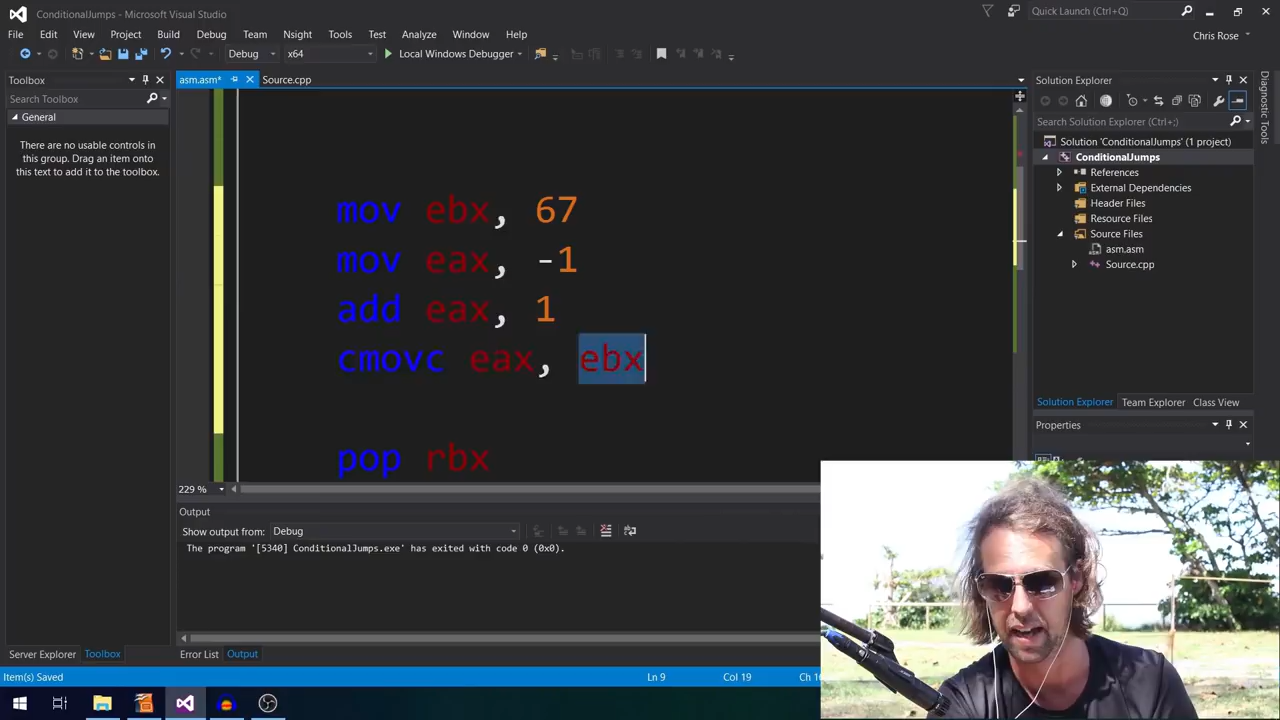 ConditionalJumps - Microsoft Visual Studio
Quick Launch (Ctrl+Q)
File Edit View Project Build Debug Team Nsight Tools Test Analyze Window Help
Chris Rose
Debug x64 Local Windows Debugger
Toolbox
asm.asm* Source.cpp
Solution Explorer
Search Toolbox
General
There are no usable controls in
this group. Drag an item onto
this text to add it to the toolbox.
Search Solution Explorer (Ctrl+;)
Solution 'ConditionalJumps' (1 project)
ConditionalJumps
References
External Dependencies
Header Files
Resource Files
Source Files
asm.asm
Source.cpp
Diagnostic Tools
mov ebx, 67
mov eax, -1
add eax, 1
cmovc eax, ebx
pop rbx
Solution Explorer Team Explorer Class View
Properties
229 %
Output
Show output from: Debug
The program '[5340] ConditionalJumps.exe' has exited with code 0 (0x0).
Server Explorer Toolbox Error List Output
Item(s) Saved Ln 9 Col 19